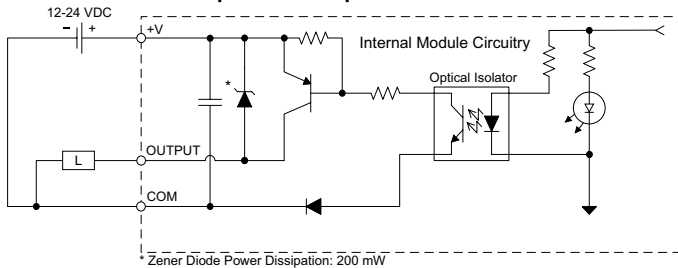 12-24 VDC
− +
+V
Internal Module Circuitry
Optical Isolator
*
OUTPUT
L
COM
* Zener Diode Power Dissipation: 200 mW